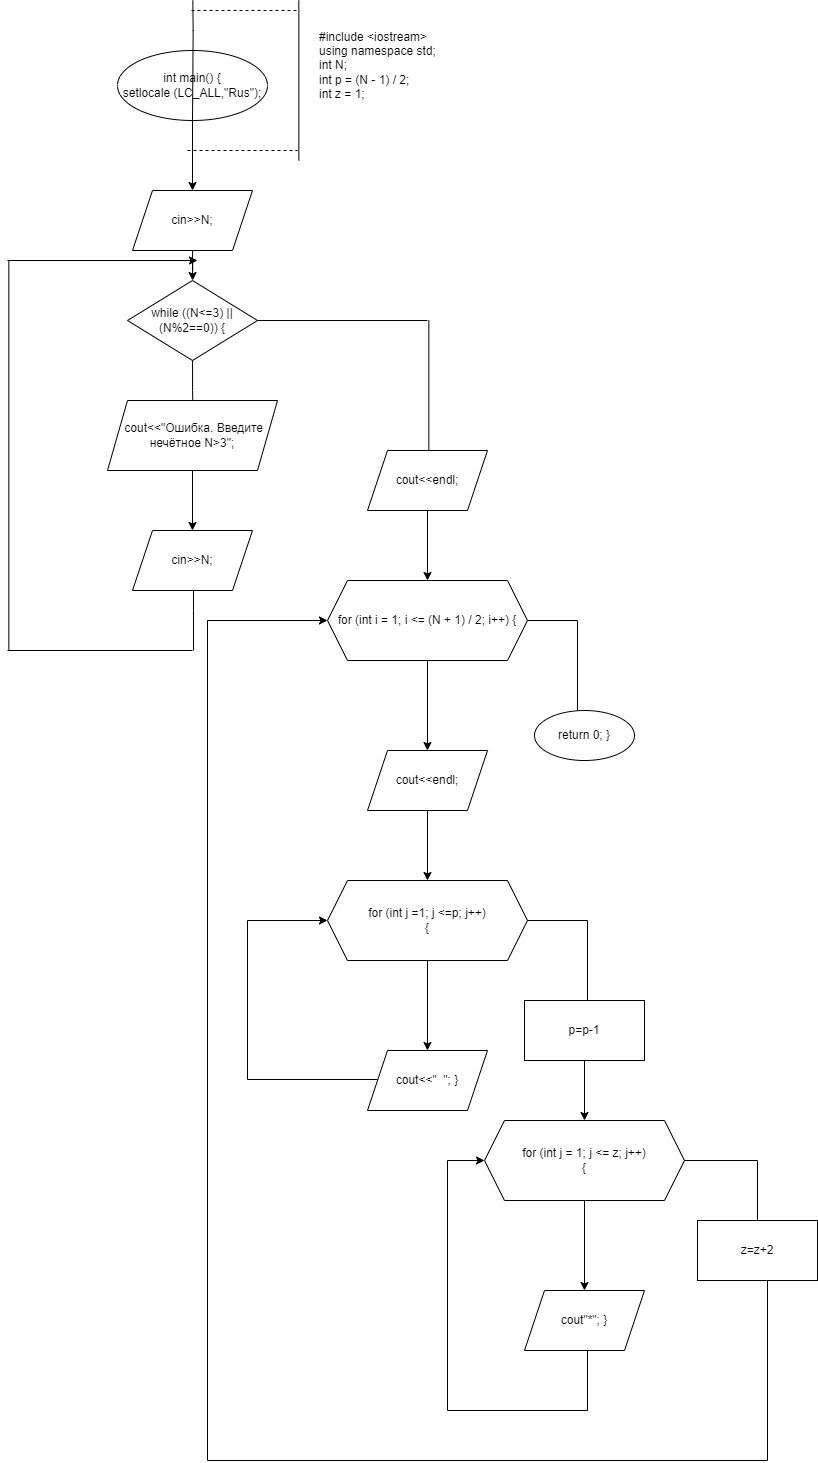 #include <iostream>
using namespace std;
int N;
int p = (N - 1) / 2;
int z = 1;
int main() {
setlocale (LC_ALL,"Rus");
cin>>N;
while ((N<=3) ||
(N%2==0)) {
cout<<"Ошибка. Введите
нечётное N>3";
cin>>N;
cout<<endl;
for (int i = 1; i <= (N + 1) / 2; i++) {
return 0; }
cout<<endl;
for (int j =1; j <=p; j++)
{
cout<<"  "; }
p=p-1
for (int j = 1; j <= z; j++)
{
z=z+2
cout"*"; }